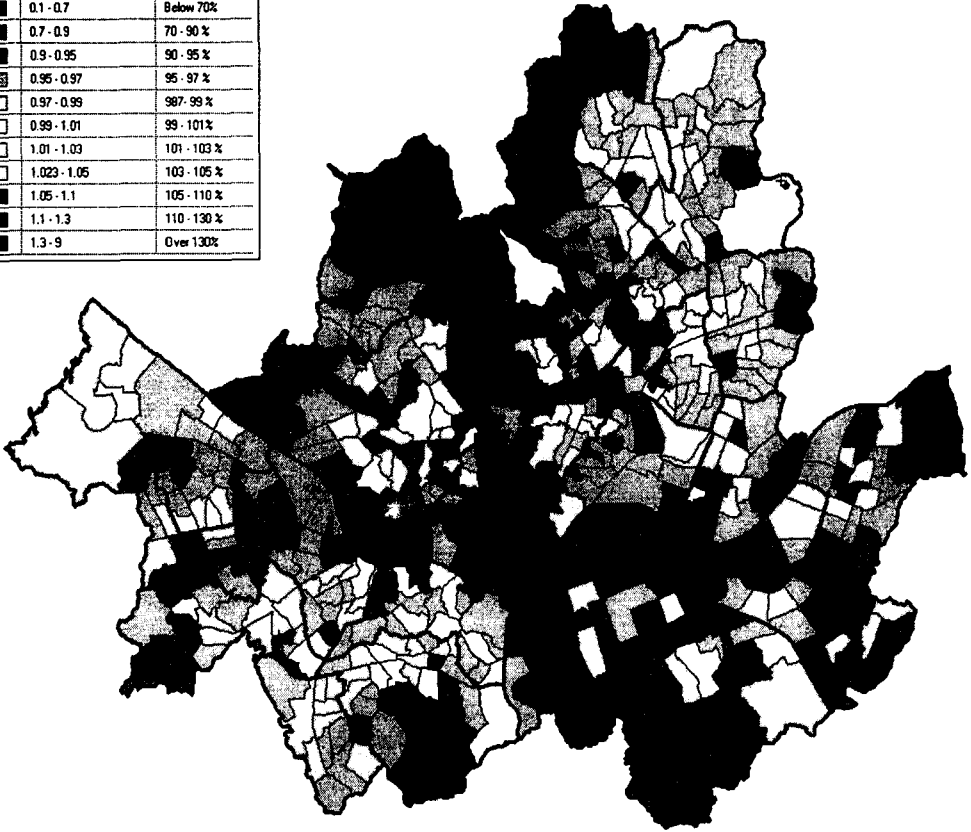 0.1 - 0.7 Below 70%
0.7 - 0.9 70 - 90 %
0.9 - 0.95 90 - 95 %
0.95 - 0.97 95 - 97 %
0.97 - 0.99 987 - 99 %
0.99 - 1.01 99 - 101%
1.01 - 1.03 101 - 103 %
1.023 - 1.05 103 - 105 %
1.05 - 1.1 105 - 110 %
1.1 - 1.3 110 - 130 %
1.3 - 9 Over 130%